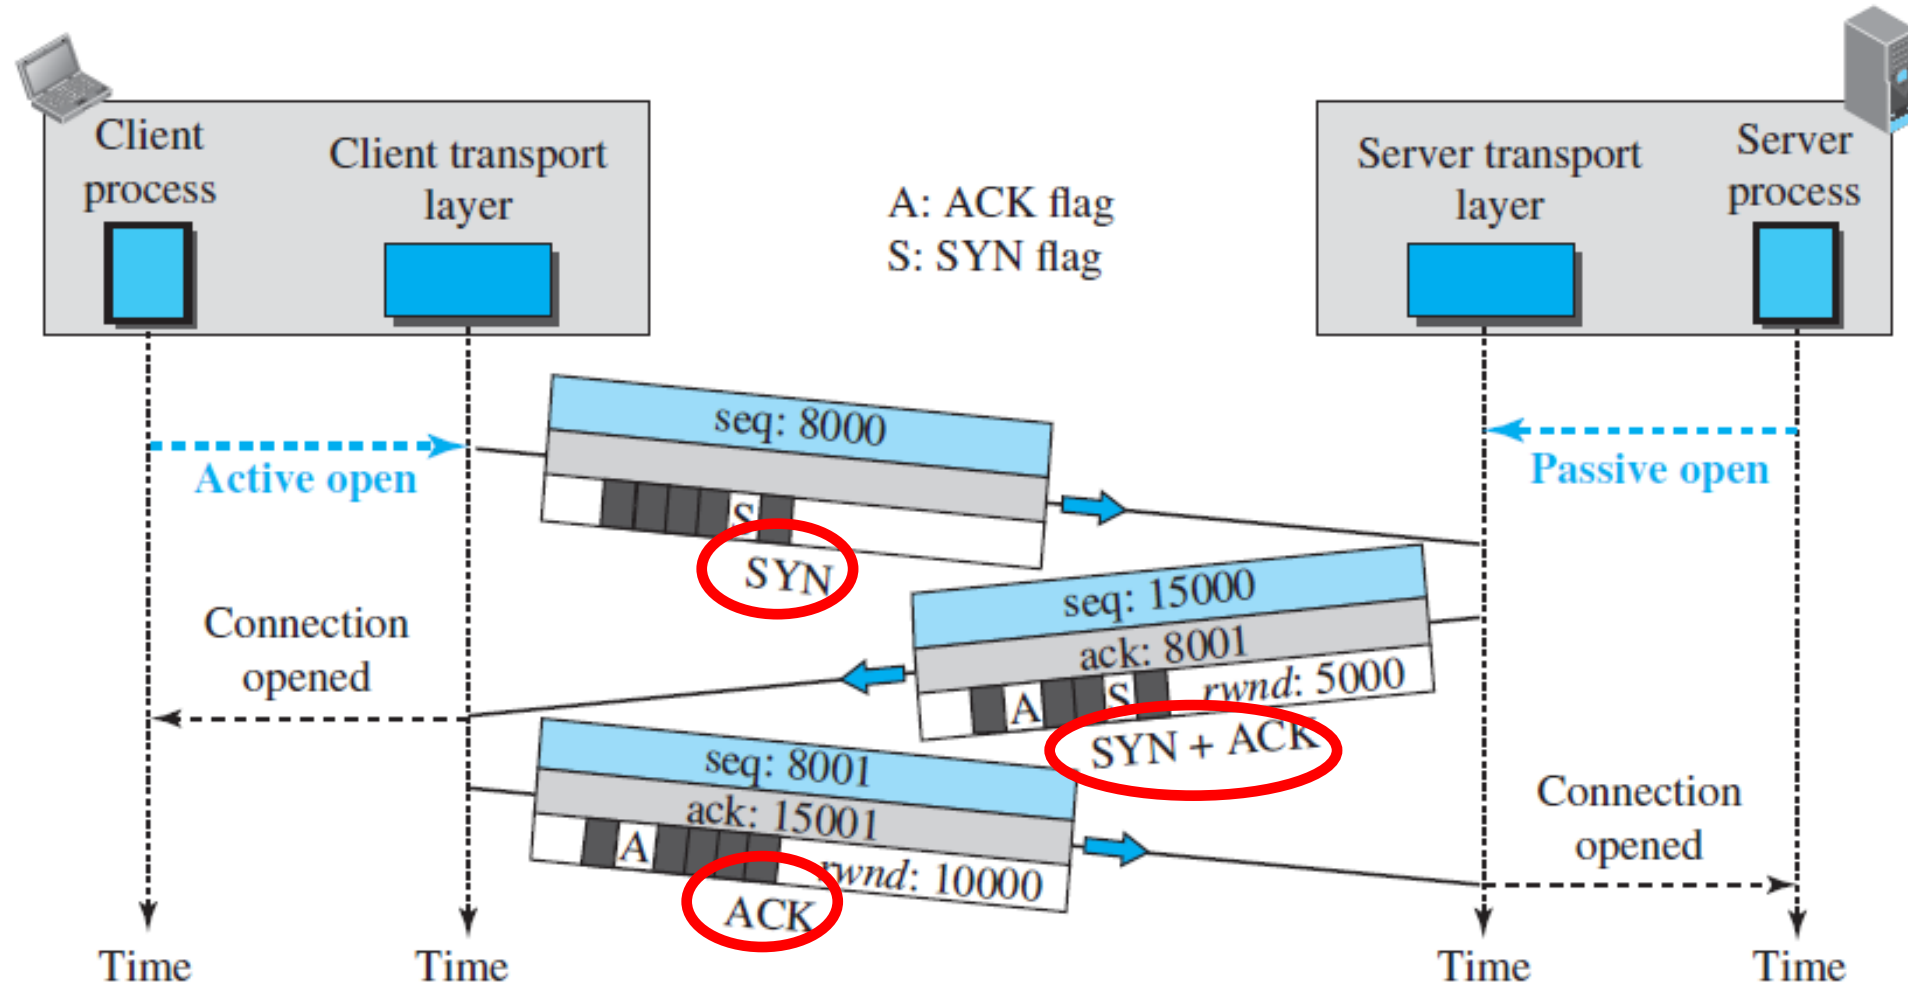 Client
process
Client transport
layer
A: ACK flag
S: SYN flag
Server transport
layer
Server
process
Active open
Passive open
seq: 8000
S
SYN
seq: 15000
ack: 8001
A
S
rwnd: 5000
SYN + ACK
Connection
opened
seq: 8001
ack: 15001
A
rwnd: 10000
ACK
Connection
opened
Time
Time
Time
Time